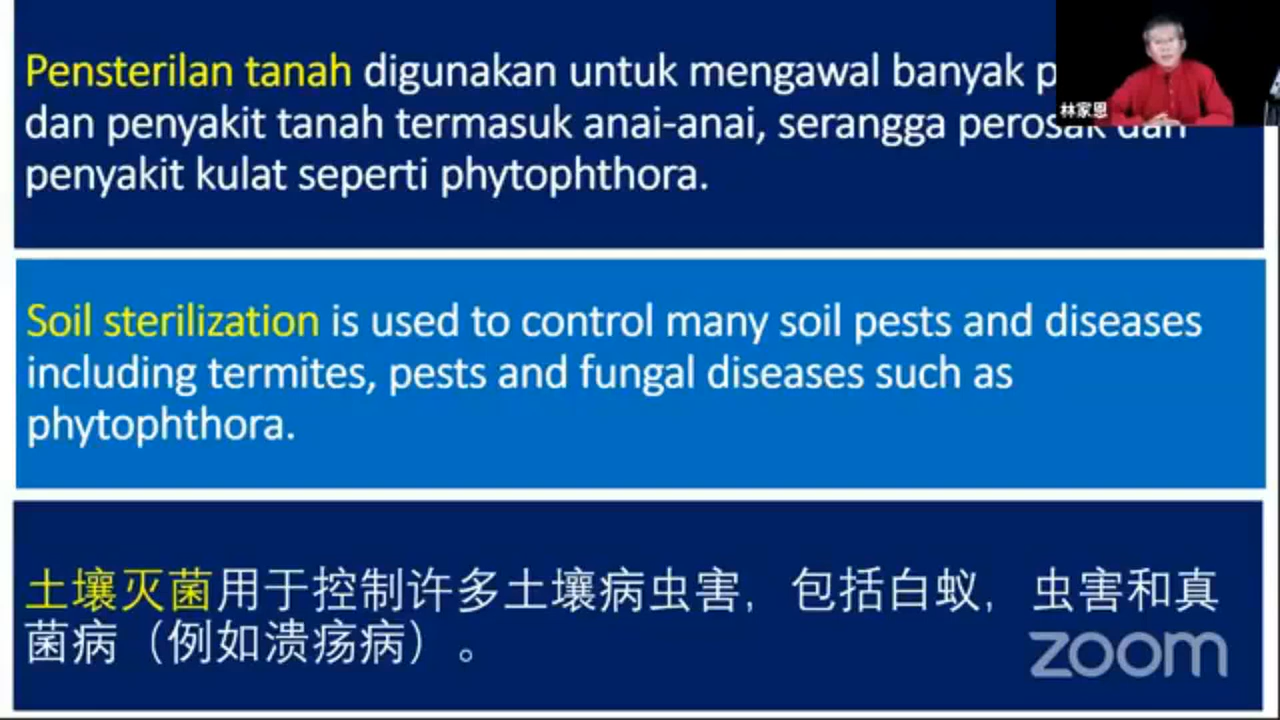 Pensterilan tanah digunakan untuk mengawal banyak
dan penyakit tanah termasuk anai-anai, serangga perosak dan
penyakit kulat seperti phytophthora.
林家恩
Soil sterilization is used to control many soil pests and diseases
including termites, pests and fungal diseases such as
phytophthora.
土壤灭菌用于控制许多土壤病虫害，包括白蚁，虫害和真
菌病（例如溃疡病）。
zoom